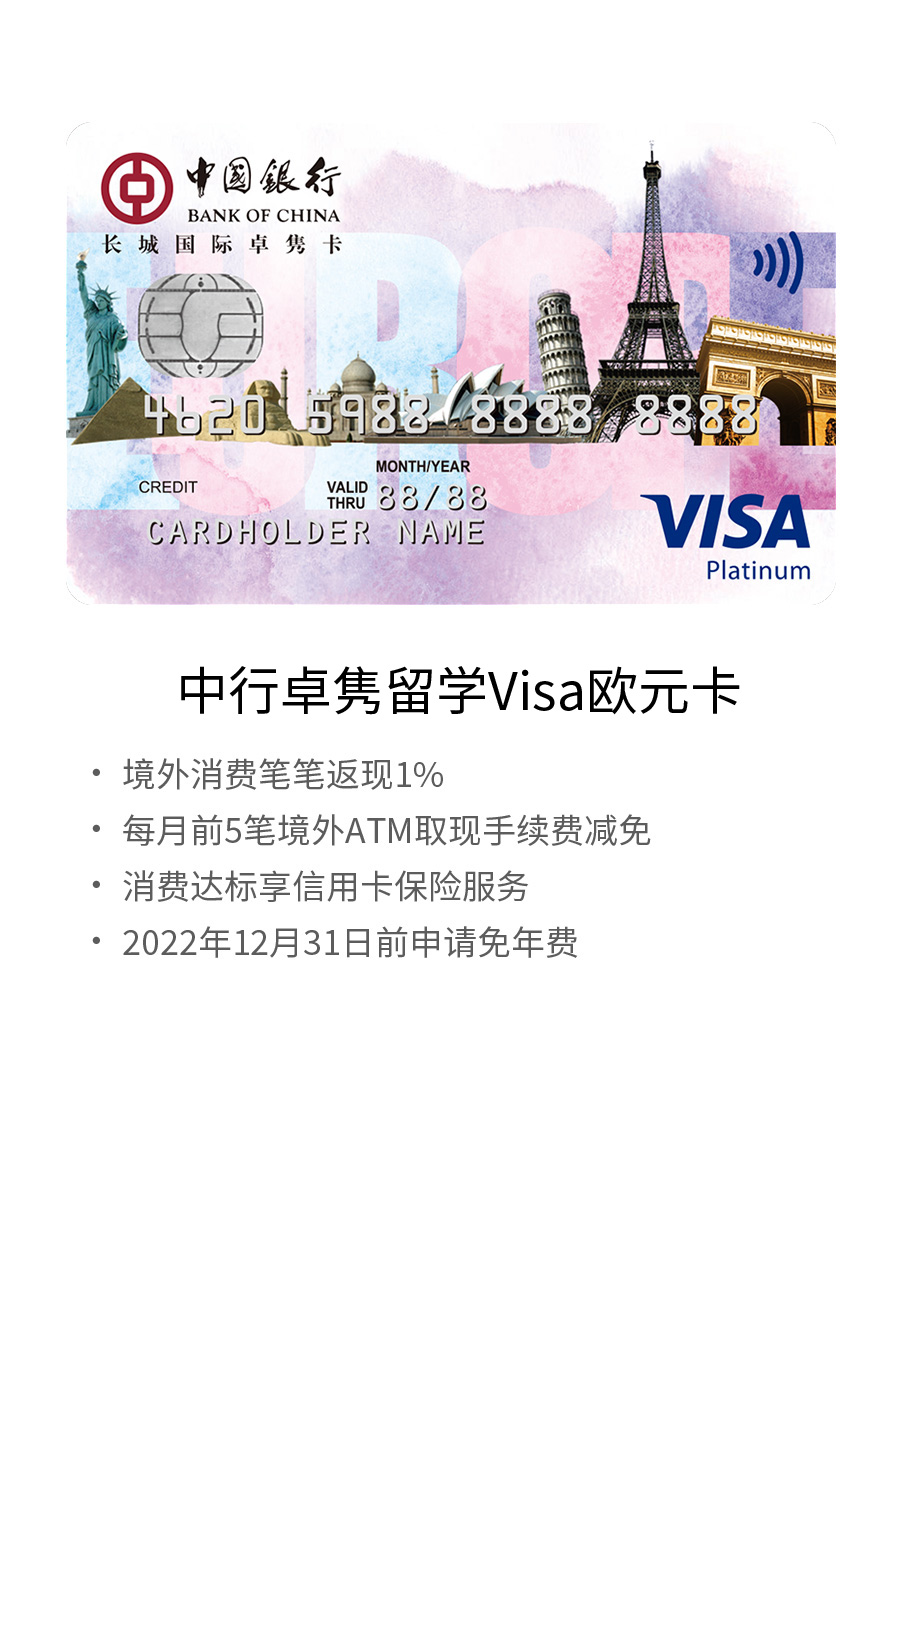 中國銀行
BANK OF CHINA
长城国际卓隽卡
4620 5988 8888 8888
MONTH/YEAR
CREDIT
VALID THRU 88/88
CARDHOLDER NAME
VISA
Platinum
中行卓隽留学Visa欧元卡
• 境外消费笔笔返现1%
• 每月前5笔境外ATM取现手续费减免
• 消费达标享信用卡保险服务
• 2022年12月31日前申请免年费